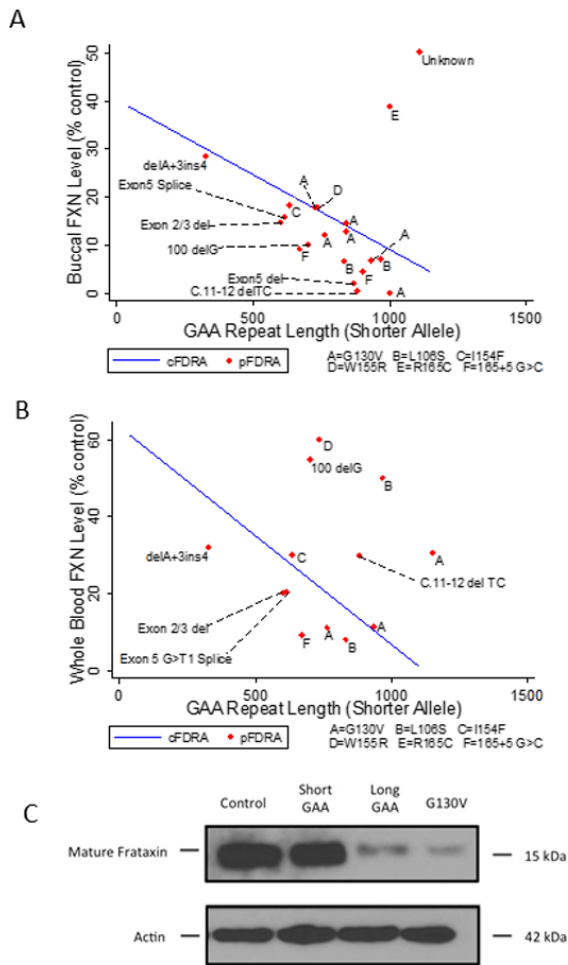 A
Buccal FXN Level (% control)
50
40
30
20
10
0
Unknown
E
delA+3ins4
A
Exon5 Splice
D
C
A
Exon 2/3 del
A
A
A
100 delG
F
B
B
F
Exon5 del
C.11-12 delTC
A
0
500
1000
1500
GAA Repeat Length (Shorter Allele)
cFDRA
pFDRA
A=G130V B=L106S C=I154F
D=W155R E=R165C F=165+5 G>C
B
Whole Blood FXN Level (% control)
60
40
20
0
D
100 delG
B
delA+3ins4
C
A
C.11-12 del TC
Exon 2/3 del
A
F
A
B
Exon 5 G>T1 Splice
0
500
1000
1500
GAA Repeat Length (Shorter Allele)
cFDRA
pFDRA
A=G130V B=L106S C=I154F
D=W155R E=R165C F=165+5 G>C
C
Control
Short GAA
Long GAA
G130V
Mature Frataxin
15 kDa
Actin
42 kDa